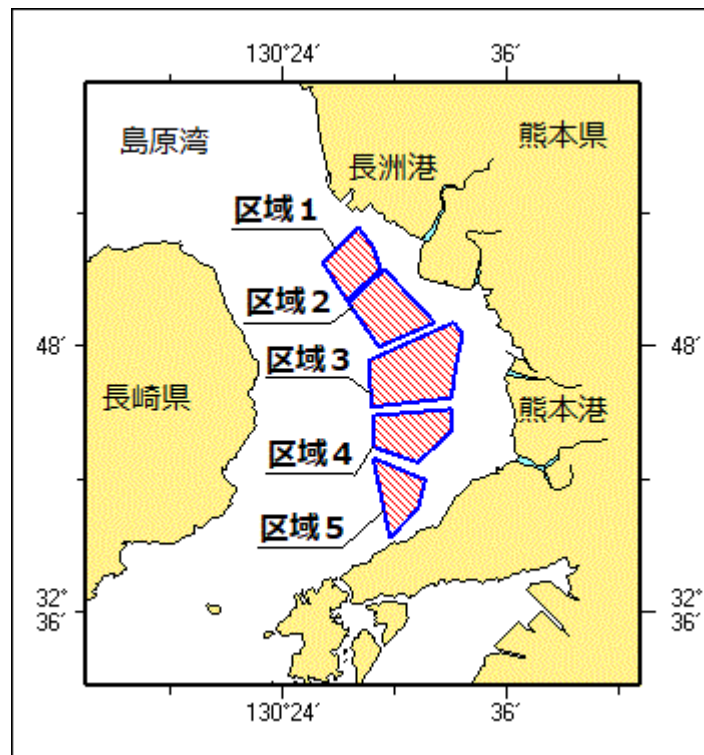 130°24′
36′
島原湾
熊本県
長洲港
区域１
区域２
48′
48′
区域３
長崎県
熊本港
区域４
区域５
32°
36′
32°
36′
130°24′
36′